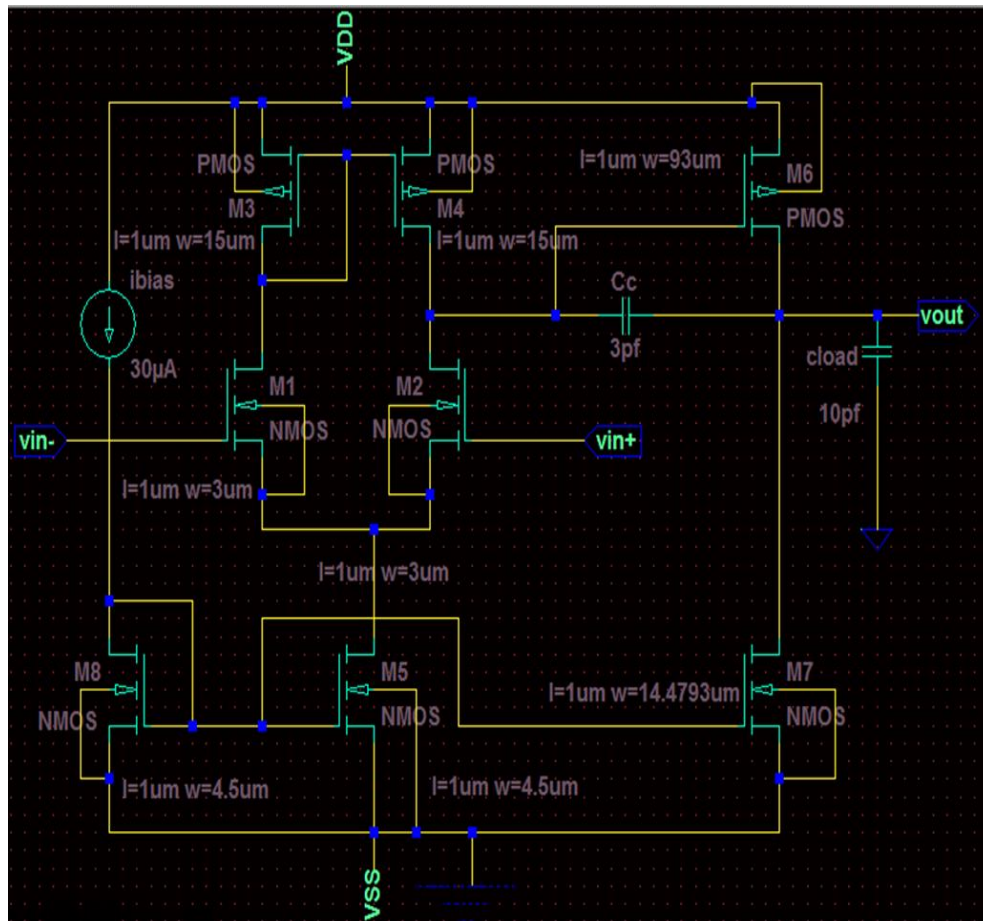 VDD
PMOS
M3
l=1um w=15um
PMOS
M4
l=1um w=15um
l=1um w=93um
M6
PMOS
ibias
30µA
Cc
3pf
vout
cload
10pf
M1
NMOS
M2
NMOS
vin-
vin+
l=1um w=3um
l=1um w=3um
M8
NMOS
l=1um w=4.5um
M5
NMOS
l=1um w=4.5um
M7
l=1um w=14.4793um
NMOS
VSS